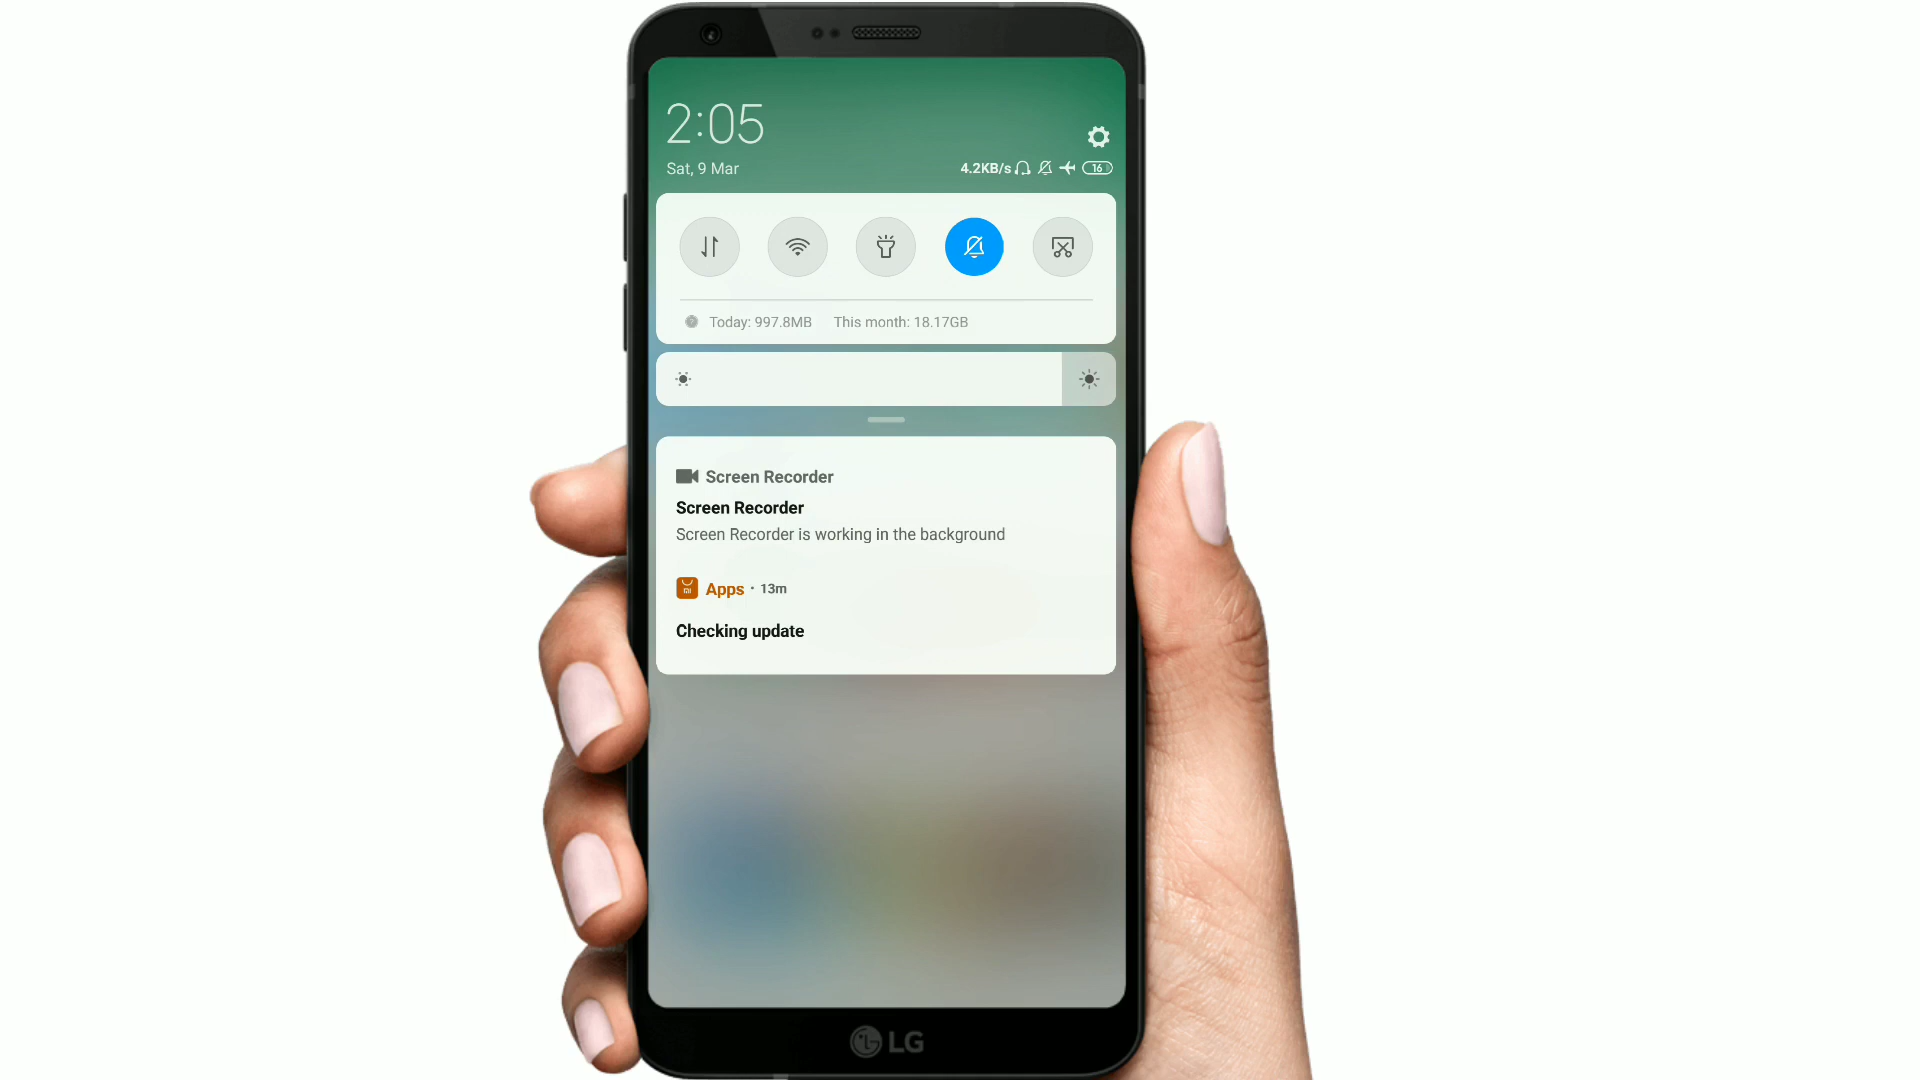 2:05
Sat, 9 Mar
4.2KB/s 16
Today: 997.8MB This month: 18.17GB
Screen Recorder
Screen Recorder
Screen Recorder is working in the background
Apps · 13m
Checking update
LG